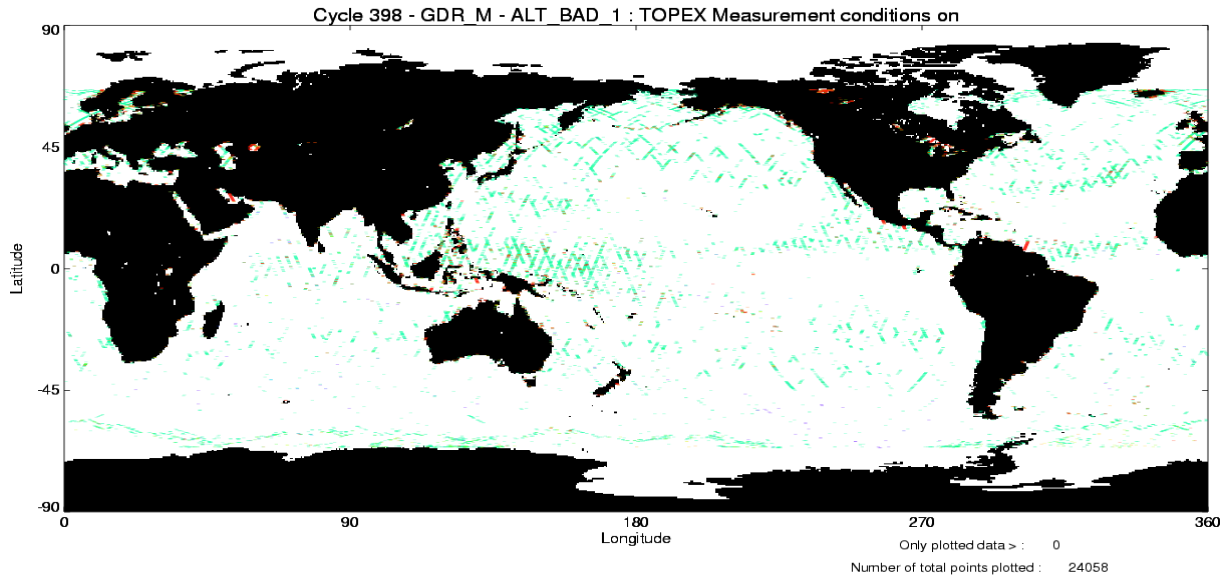 Cycle 398 - GDR_M - ALT_BAD_1 : TOPEX Measurement conditions on
90
45
0
-45
-90
Latitude
0 90 180 270 360
Longitude
Only plotted data > : 0
Number of total points plotted : 24058